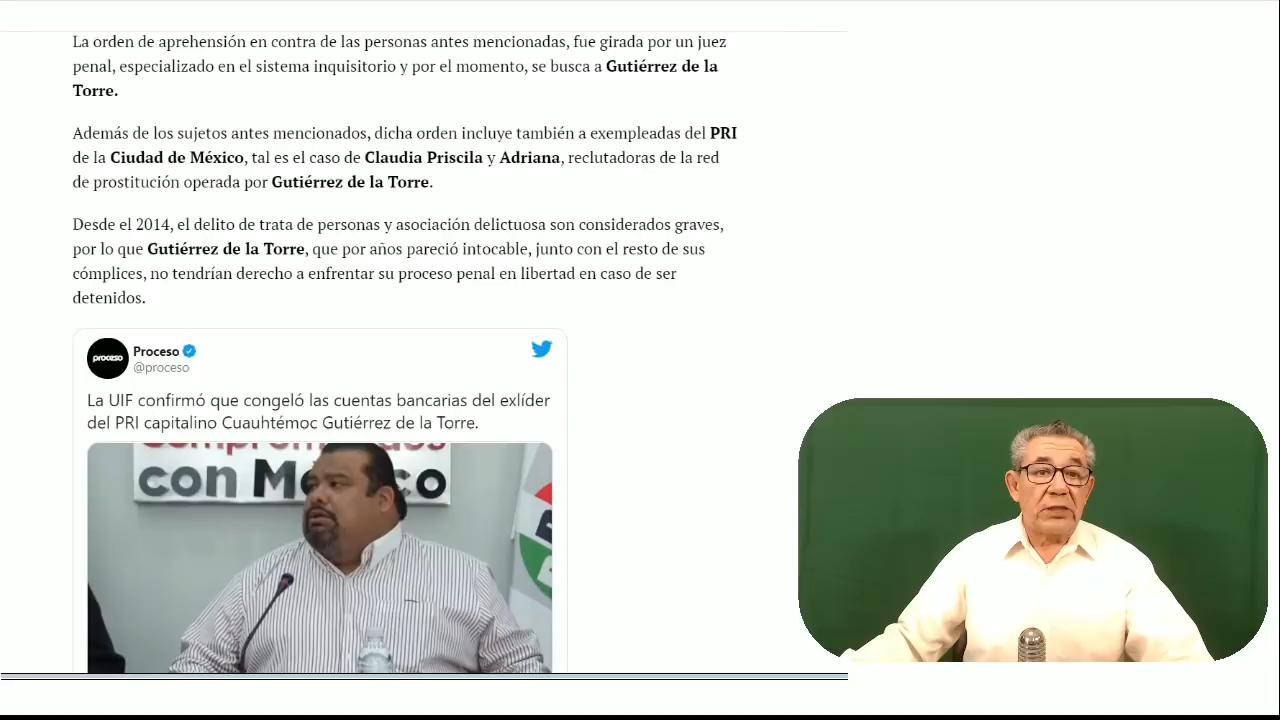 La orden de aprehensión en contra de las personas antes mencionadas, fue girada por un juez
penal, especializado en el sistema inquisitorio y por el momento, se busca a Gutiérrez de la
Torre.
Además de los sujetos antes mencionados, dicha orden incluye también a exempleadas del PRI
de la Ciudad de México, tal es el caso de Claudia Priscila y Adriana, reclutadoras de la red
de prostitución operada por Gutiérrez de la Torre.
Desde el 2014, el delito de trata de personas y asociación delictuosa son considerados graves,
por lo que Gutiérrez de la Torre, que por años pareció intocable, junto con el resto de sus
cómplices, no tendrían derecho a enfrentar su proceso penal en libertad en caso de ser
detenidos.
proceso
Proceso
@proceso
La UIF confirmó que congeló las cuentas bancarias del exlíder
del PRI capitalino Cuauhtémoc Gutiérrez de la Torre.
con